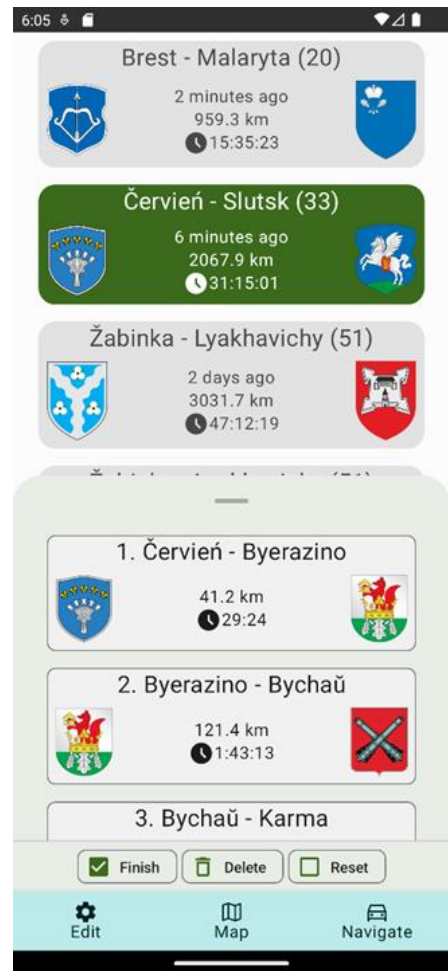 6:05
Brest - Malaryta (20)
2 minutes ago
959.3 km
15:35:23
Červień - Slutsk (33)
6 minutes ago
2067.9 km
31:15:01
Žabinka - Lyakhavichy (51)
2 days ago
3031.7 km
47:12:19
1. Červień - Byerazino
41.2 km
29:24
2. Byerazino - Bychaŭ
121.4 km
1:43:13
3. Bychaŭ - Karma
Finish
Delete
Reset
Edit
Map
Navigate